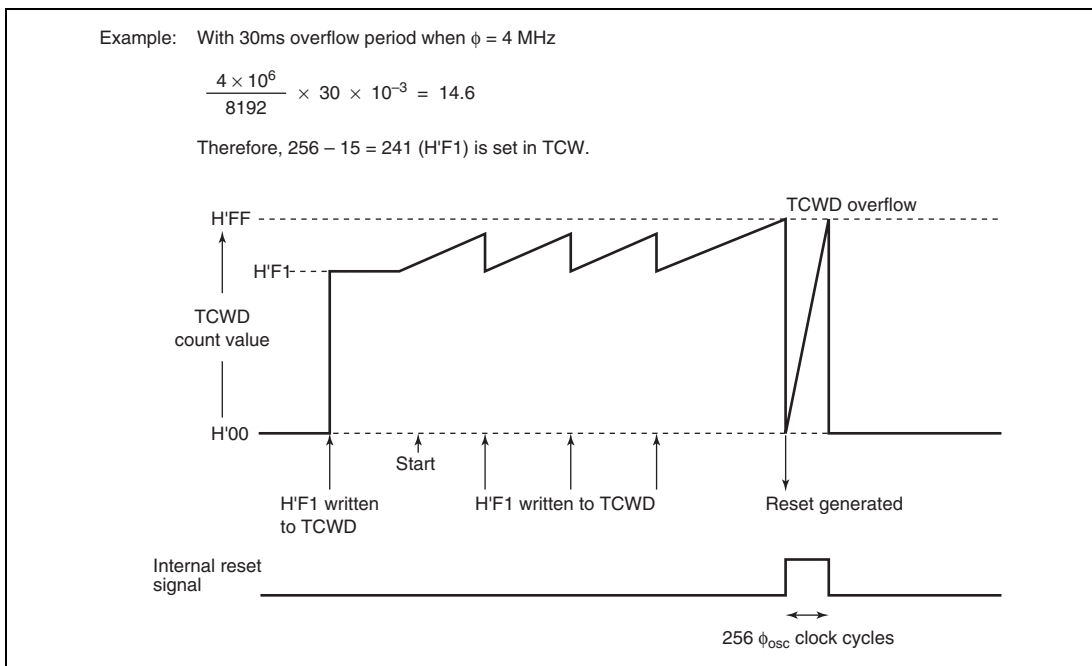 Example: With 30ms overflow period when ϕ = 4 MHz
4 × 10⁶
8192
× 30 × 10⁻³ = 14.6
Therefore, 256 – 15 = 241 (H'F1) is set in TCW.
TCWD overflow
H'FF
H'F1
TCWD
count value
H'00
Start
H'F1 written
to TCWD
H'F1 written to TCWD
Reset generated
Internal reset
signal
256 ϕosc clock cycles